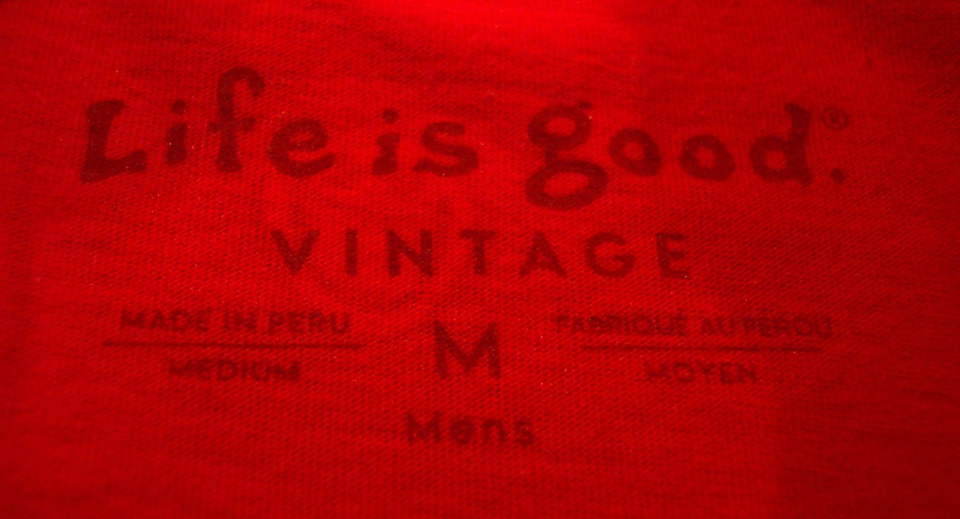 Life is good.®
VINTAGE
MADE IN PERU
MEDIUM
M
FABRIQUÉ AU PÉROU
MOYEN
Mens